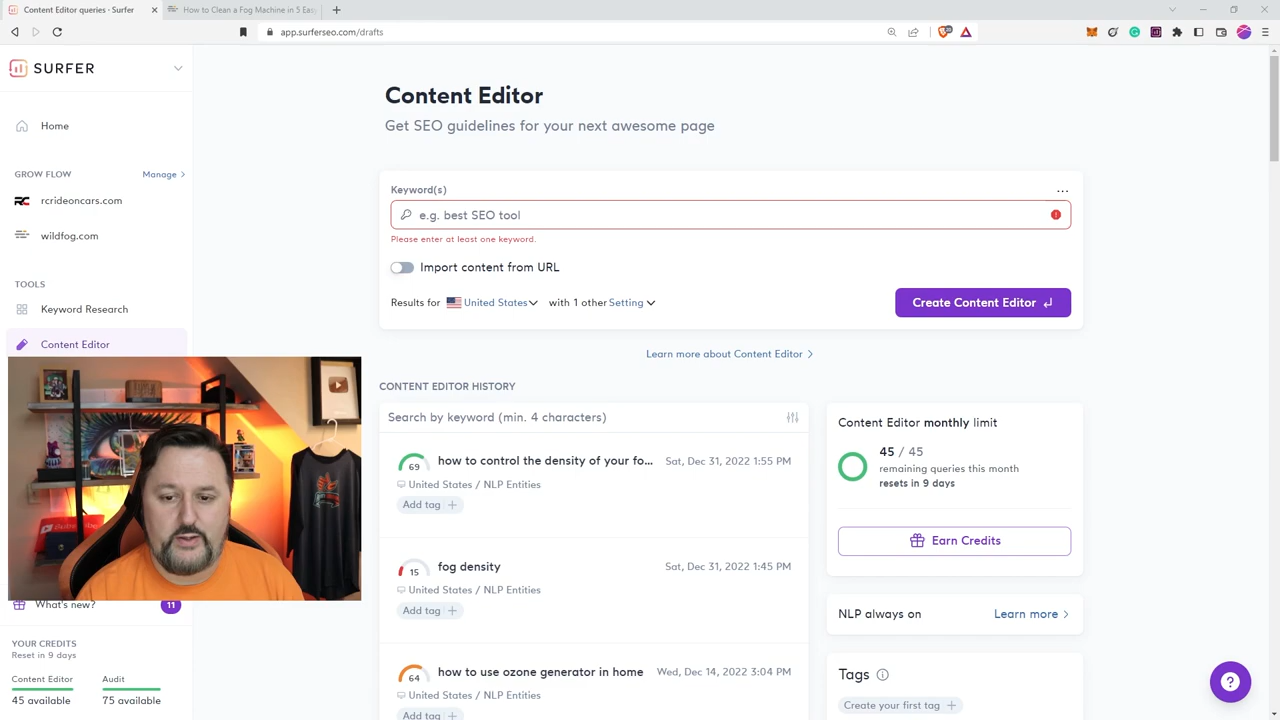 Content Editor queries - Surfer
How to Clean a Fog Machine in 5 Easy
app.surferseo.com/drafts
SURFER
Home
GROW FLOW
Manage
rcrideoncars.com
wildfog.com
TOOLS
Keyword Research
Content Editor
What's new?
11
YOUR CREDITS
Reset in 9 days
Content Editor
Audit
45 available
75 available
Content Editor
Get SEO guidelines for your next awesome page
Keyword(s)
e.g. best SEO tool
Please enter at least one keyword.
Import content from URL
Results for United States with 1 other Setting
Create Content Editor
Learn more about Content Editor
CONTENT EDITOR HISTORY
Search by keyword (min. 4 characters)
69
how to control the density of your fo...
Sat, Dec 31, 2022 1:55 PM
United States / NLP Entities
Add tag
15
fog density
Sat, Dec 31, 2022 1:45 PM
United States / NLP Entities
Add tag
64
how to use ozone generator in home
Wed, Dec 14, 2022 3:04 PM
United States / NLP Entities
Add tag
Content Editor monthly limit
45 / 45
remaining queries this month
resets in 9 days
Earn Credits
NLP always on
Learn more
Tags
Create your first tag